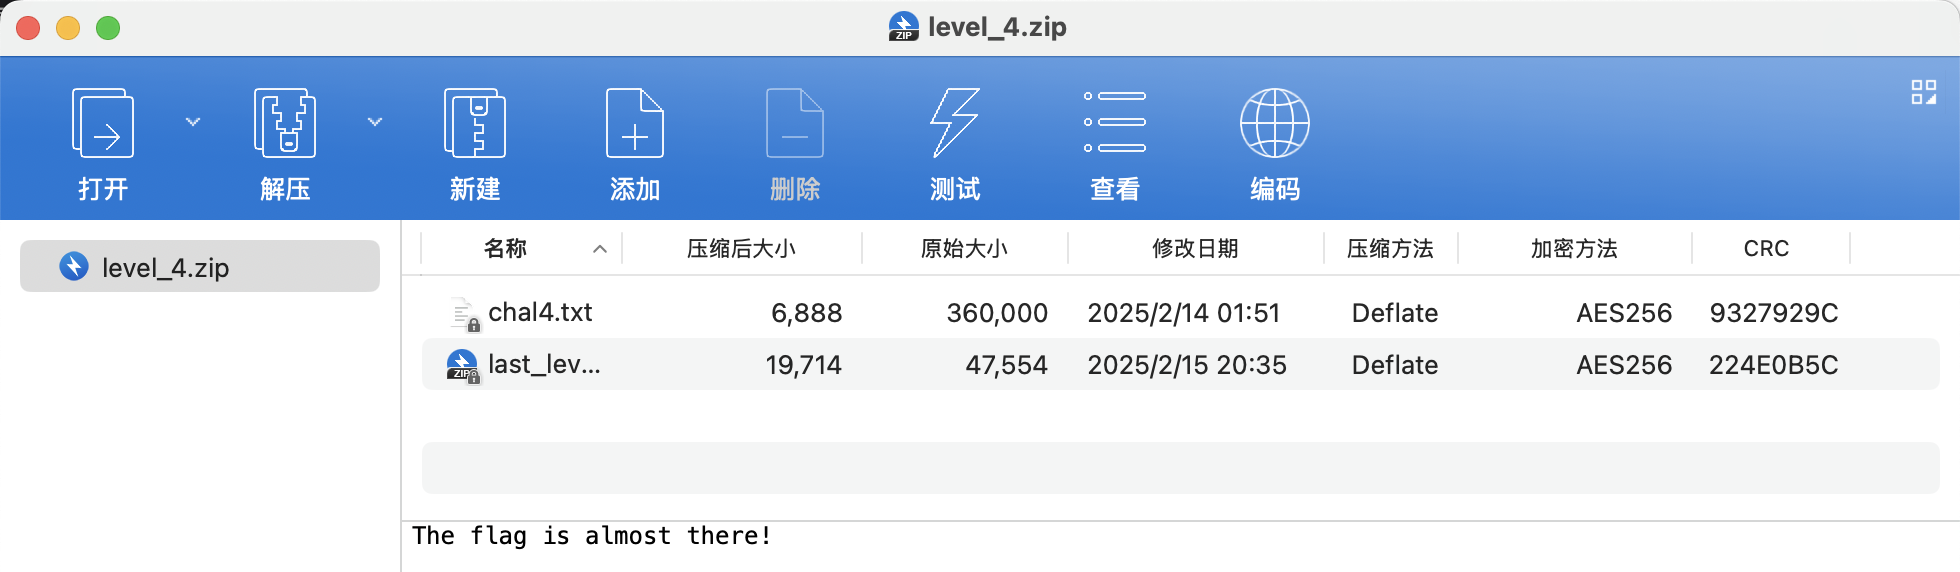 level_4.zip
打开 解压 新建 添加 删除 测试 查看 编码
level_4.zip
名称 压缩后大小 原始大小 修改日期 压缩方法 加密方法 CRC
chal4.txt 6,888 360,000 2025/2/14 01:51 Deflate AES256 9327929C
ZIP last_lev... 19,714 47,554 2025/2/15 20:35 Deflate AES256 224E0B5C
The flag is almost there!